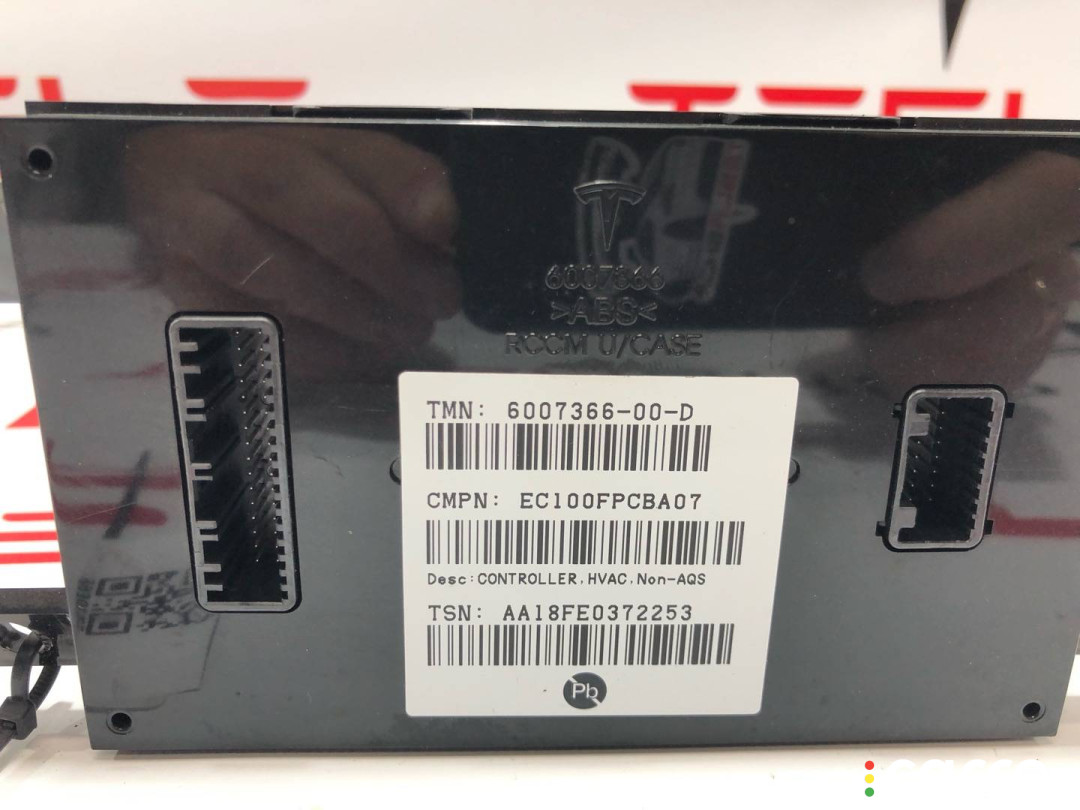 6007366
>ABS<
RCCM U/CASE
TMN: 6007366-00-D
CMPN: EC100FPCBA07
Desc:CONTROLLER, HVAC, Non-AQS
TSN: AA18FE0372253
Pb